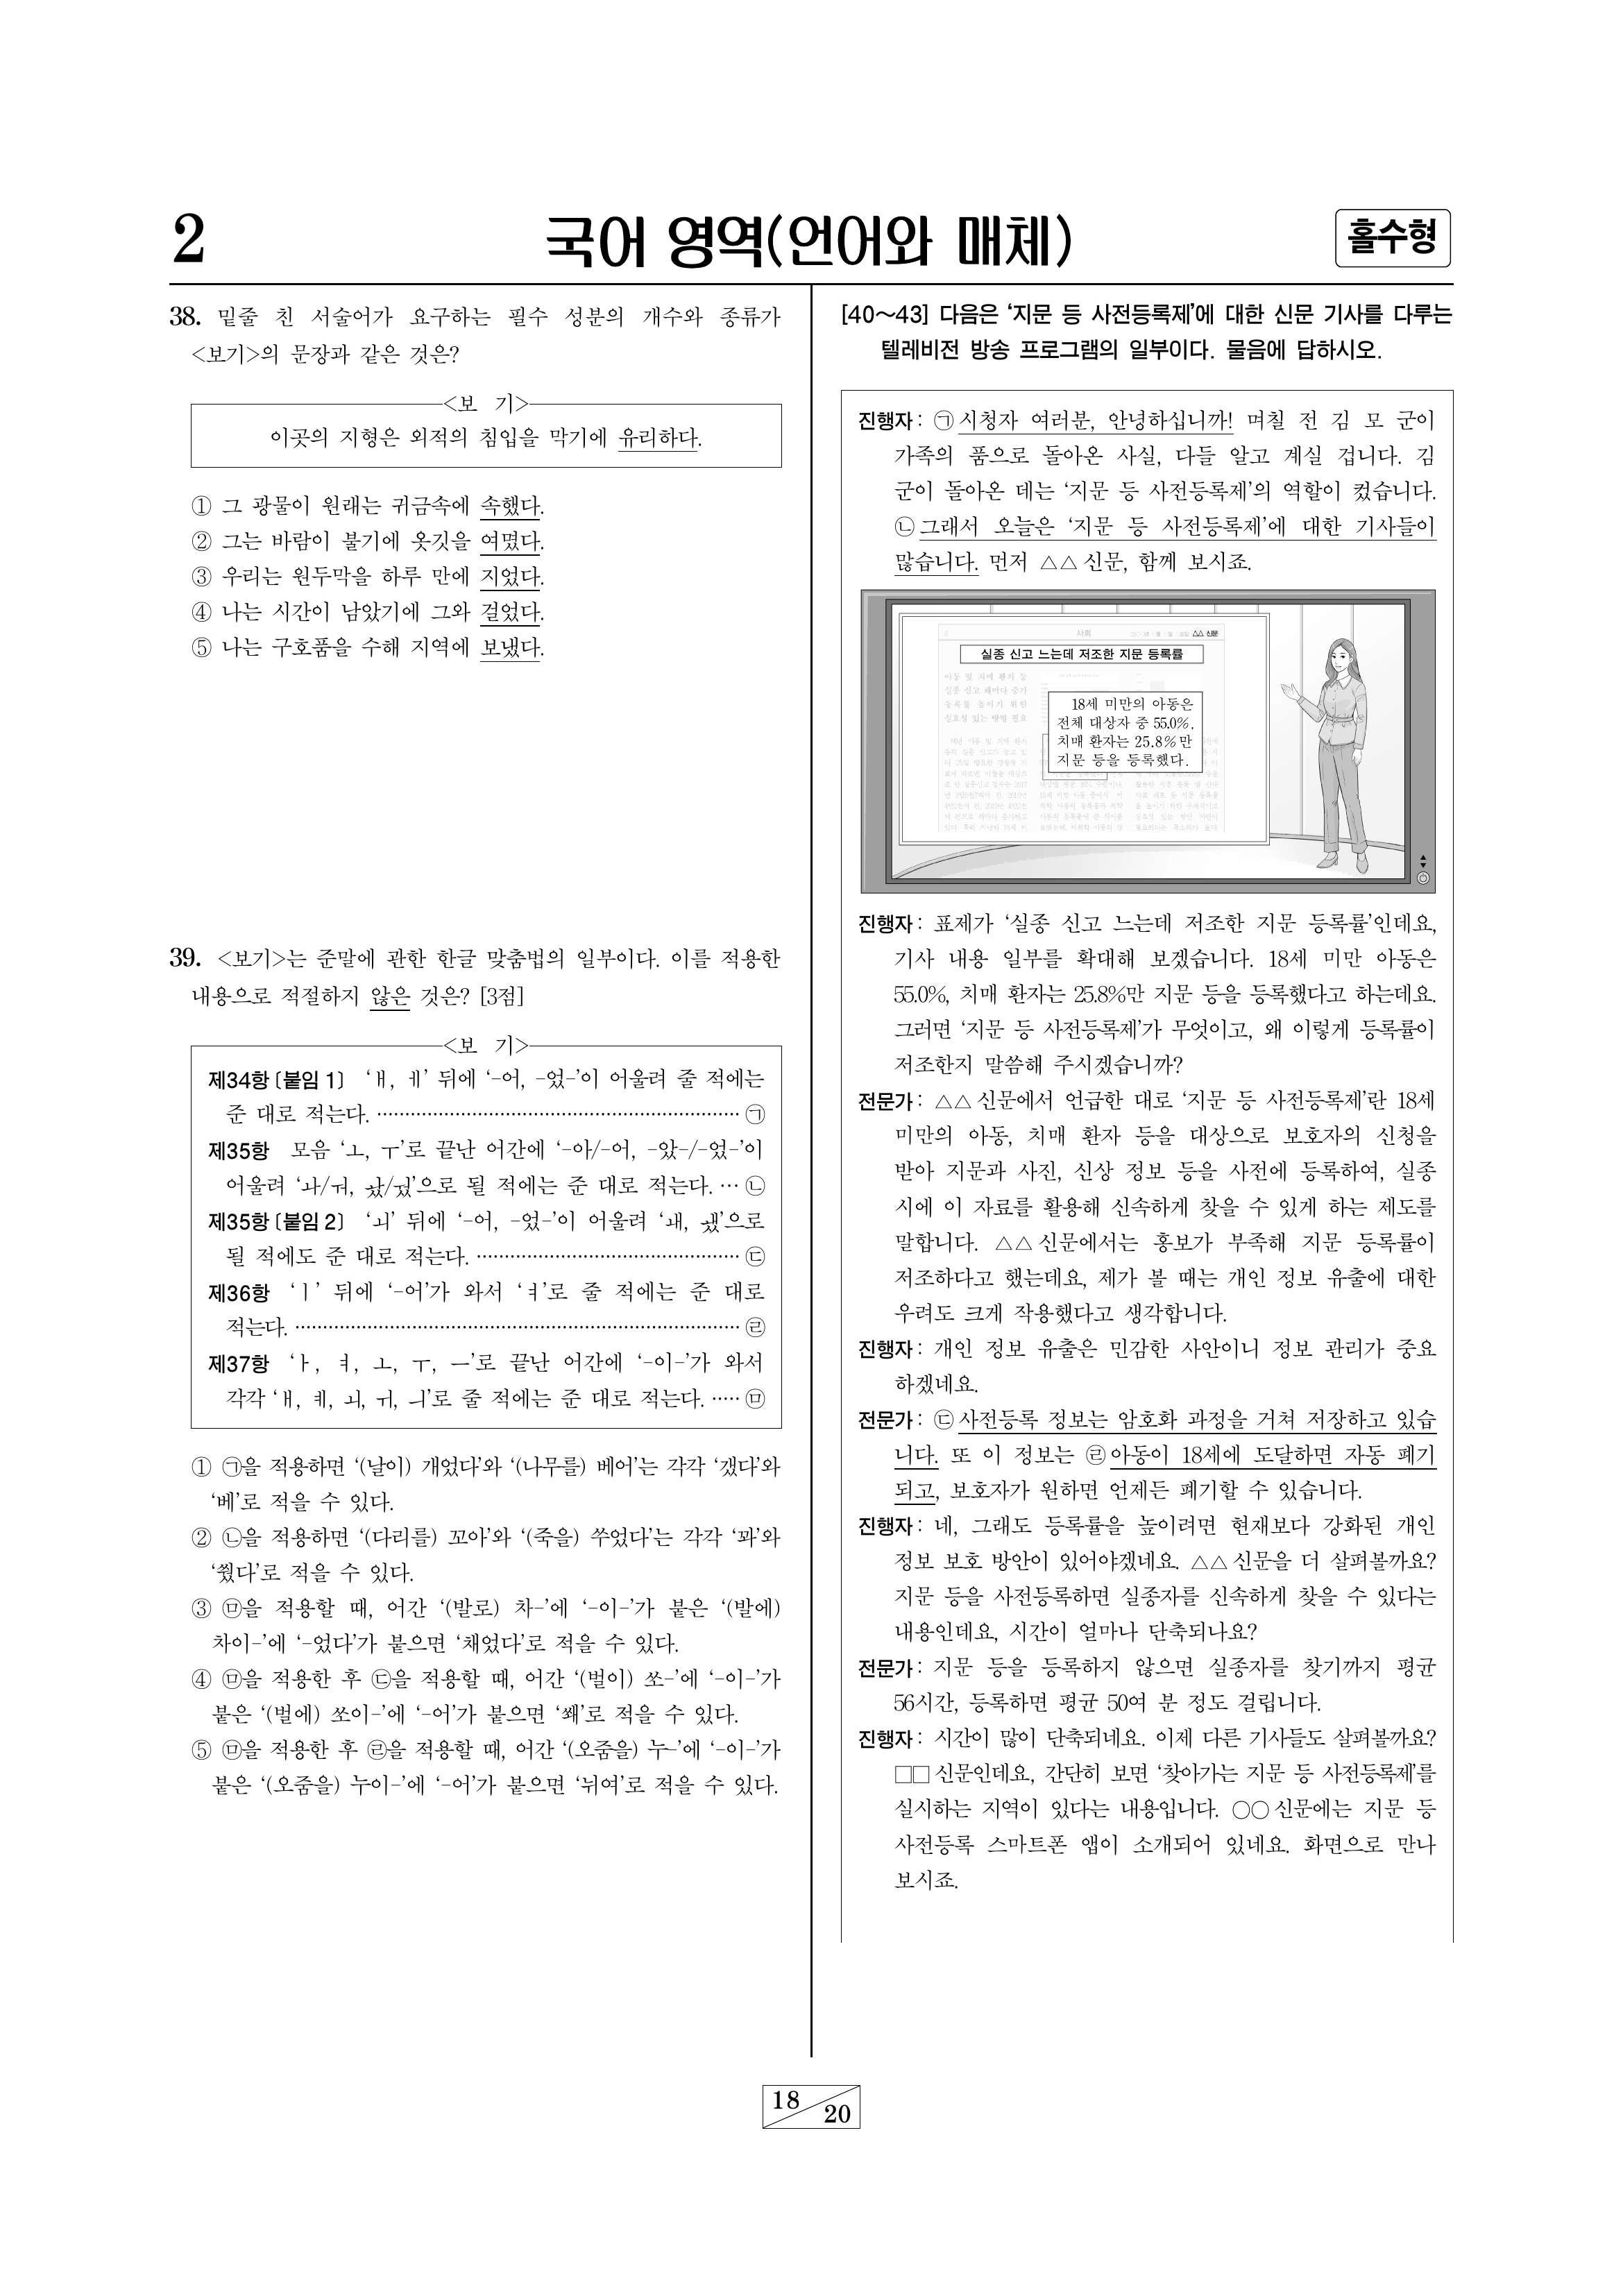 2
국어 영역(언어와 매체)
홀수형
38. 밑줄 친 서술어가 요구하는 필수 성분의 개수와 종류가
<보기>의 문장과 같은 것은?
<보 기>
이곳의 지형은 외적의 침입을 막기에 유리하다.
① 그 광물이 원래는 귀금속에 속했다.
② 그는 바람이 불기에 옷깃을 여몄다.
③ 우리는 원두막을 하루 만에 지었다.
④ 나는 시간이 남았기에 그와 걸었다.
⑤ 나는 구호품을 수해 지역에 보냈다.
39. <보기>는 준말에 관한 한글 맞춤법의 일부이다. 이를 적용한
내용으로 적절하지 않은 것은? [3점]
<보 기>
제34항 〔붙임 1〕 ‘ㅐ, ㅔ’ 뒤에 ‘-어, -었-’이 어울려 줄 적에는
준 대로 적는다. ················ ㉠
제35항 모음 ‘ㅗ, ㅜ’로 끝난 어간에 ‘-아/-어, -았-/-었-’이
어울려 ‘ㅘ/ㅝ, ㅘㅆ/ㅝㅆ’으로 될 적에는 준 대로 적는다. ··· ㉡
제35항 〔붙임 2〕 ‘ㅚ’ 뒤에 ‘-어, -었-’이 어울려 ‘ㅙ, ㅙㅆ’으로
될 적에도 준 대로 적는다. ················ ㉢
제36항 ‘ㅣ’ 뒤에 ‘-어’가 와서 ‘ㅕ’로 줄 적에는 준 대로
적는다. ················ ㉣
제37항 ‘ㅏ, ㅕ, ㅗ, ㅜ, ㅡ’로 끝난 어간에 ‘-이-’가 와서
각각 ‘ㅐ, ㅖ, ㅚ, ㅟ, ㅢ’로 줄 적에는 준 대로 적는다. ····· ㉤
① ㉠을 적용하면 ‘(날이) 개었다’와 ‘(나무를) 베어’는 각각 ‘갰다’와
‘베’로 적을 수 있다.
② ㉡을 적용하면 ‘(다리를) 꼬아’와 ‘(죽을) 쑤었다’는 각각 ‘꽈’와
‘쒔다’로 적을 수 있다.
③ ㉤을 적용할 때, 어간 ‘(발로) 차-’에 ‘-이-’가 붙은 ‘(발에)
차이-’에 ‘-었다’가 붙으면 ‘채었다’로 적을 수 있다.
④ ㉤을 적용한 후 ㉢을 적용할 때, 어간 ‘(벌이) 쏘-’에 ‘-이-’가
붙은 ‘(벌에) 쏘이-’에 ‘-어’가 붙으면 ‘쐐’로 적을 수 있다.
⑤ ㉤을 적용한 후 ㉣을 적용할 때, 어간 ‘(오줌을) 누-’에 ‘-이-’가
붙은 ‘(오줌을) 누이-’에 ‘-어’가 붙으면 ‘뉘여’로 적을 수 있다.
[40～43] 다음은 ‘지문 등 사전등록제’에 대한 신문 기사를 다루는
텔레비전 방송 프로그램의 일부이다. 물음에 답하시오.
진행자 : ㉠ 시청자 여러분, 안녕하십니까! 며칠 전 김 모 군이
가족의 품으로 돌아온 사실, 다들 알고 계실 겁니다. 김
군이 돌아온 데는 ‘지문 등 사전등록제’의 역할이 컸습니다.
㉡ 그래서 오늘은 ‘지문 등 사전등록제’에 대한 기사들이
많습니다. 먼저 △△ 신문, 함께 보시죠.
사회
△△ 신문
실종 신고 느는데 저조한 지문 등록률
아동 및 치매 환자 등
실종 신고 해마다 증가
등록률 높이기 위한
실효성 있는 방법 필요
18세 미만의 아동은
전체 대상자 중 55.0%,
치매 환자는 25.8%만
지문 등을 등록했다.
진행자 : 표제가 ‘실종 신고 느는데 저조한 지문 등록률’인데요,
기사 내용 일부를 확대해 보겠습니다. 18세 미만 아동은
55.0%, 치매 환자는 25.8%만 지문 등을 등록했다고 하는데요.
그러면 ‘지문 등 사전등록제’가 무엇이고, 왜 이렇게 등록률이
저조한지 말씀해 주시겠습니까?
전문가 : △△ 신문에서 언급한 대로 ‘지문 등 사전등록제’란 18세
미만의 아동, 치매 환자 등을 대상으로 보호자의 신청을
받아 지문과 사진, 신상 정보 등을 사전에 등록하여, 실종
시에 이 자료를 활용해 신속하게 찾을 수 있게 하는 제도를
말합니다. △△ 신문에서는 홍보가 부족해 지문 등록률이
저조하다고 했는데요, 제가 볼 때는 개인 정보 유출에 대한
우려도 크게 작용했다고 생각합니다.
진행자 : 개인 정보 유출은 민감한 사안이니 정보 관리가 중요
하겠네요.
전문가 : ㉢ 사전등록 정보는 암호화 과정을 거쳐 저장하고 있습
니다. 또 이 정보는 ㉣ 아동이 18세에 도달하면 자동 폐기
되고, 보호자가 원하면 언제든 폐기할 수 있습니다.
진행자 : 네, 그래도 등록률을 높이려면 현재보다 강화된 개인
정보 보호 방안이 있어야겠네요. △△ 신문을 더 살펴볼까요?
지문 등을 사전등록하면 실종자를 신속하게 찾을 수 있다는
내용인데요, 시간이 얼마나 단축되나요?
전문가 : 지문 등을 등록하지 않으면 실종자를 찾기까지 평균
56시간, 등록하면 평균 50여 분 정도 걸립니다.
진행자 : 시간이 많이 단축되네요. 이제 다른 기사들도 살펴볼까요?
□□ 신문인데요, 간단히 보면 ‘찾아가는 지문 등 사전등록제’를
실시하는 지역이 있다는 내용입니다. ○○ 신문에는 지문 등
사전등록 스마트폰 앱이 소개되어 있네요. 화면으로 만나
보시죠.
18
20